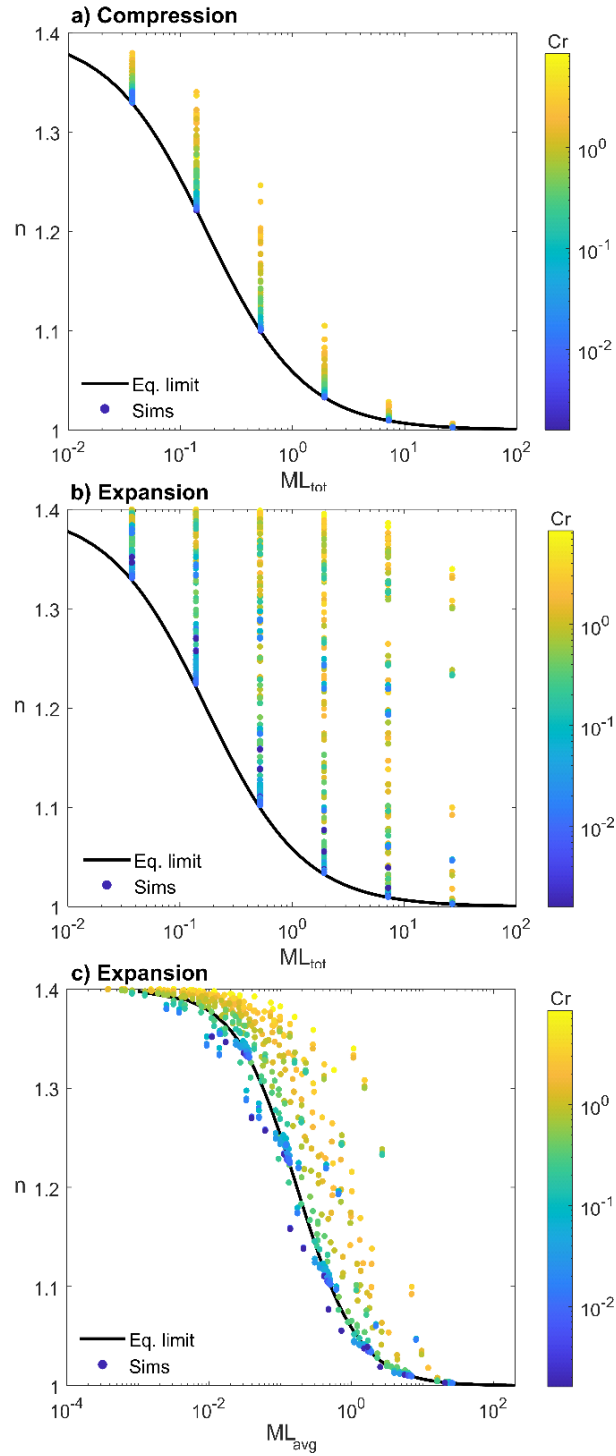 a) Compression
Cr
1.4
1.3
n
1.2
1.1
1
Eq. limit
Sims
10^0
10^-1
10^-2
10^-2 10^-1 10^0 10^1 10^2
ML_tot
b) Expansion
Cr
1.4
1.3
n
1.2
1.1
1
Eq. limit
Sims
10^0
10^-1
10^-2
10^-2 10^-1 10^0 10^1 10^2
ML_tot
c) Expansion
Cr
1.4
1.3
n
1.2
1.1
1
Eq. limit
Sims
10^0
10^-1
10^-2
10^-4 10^-2 10^0 10^2
ML_avg